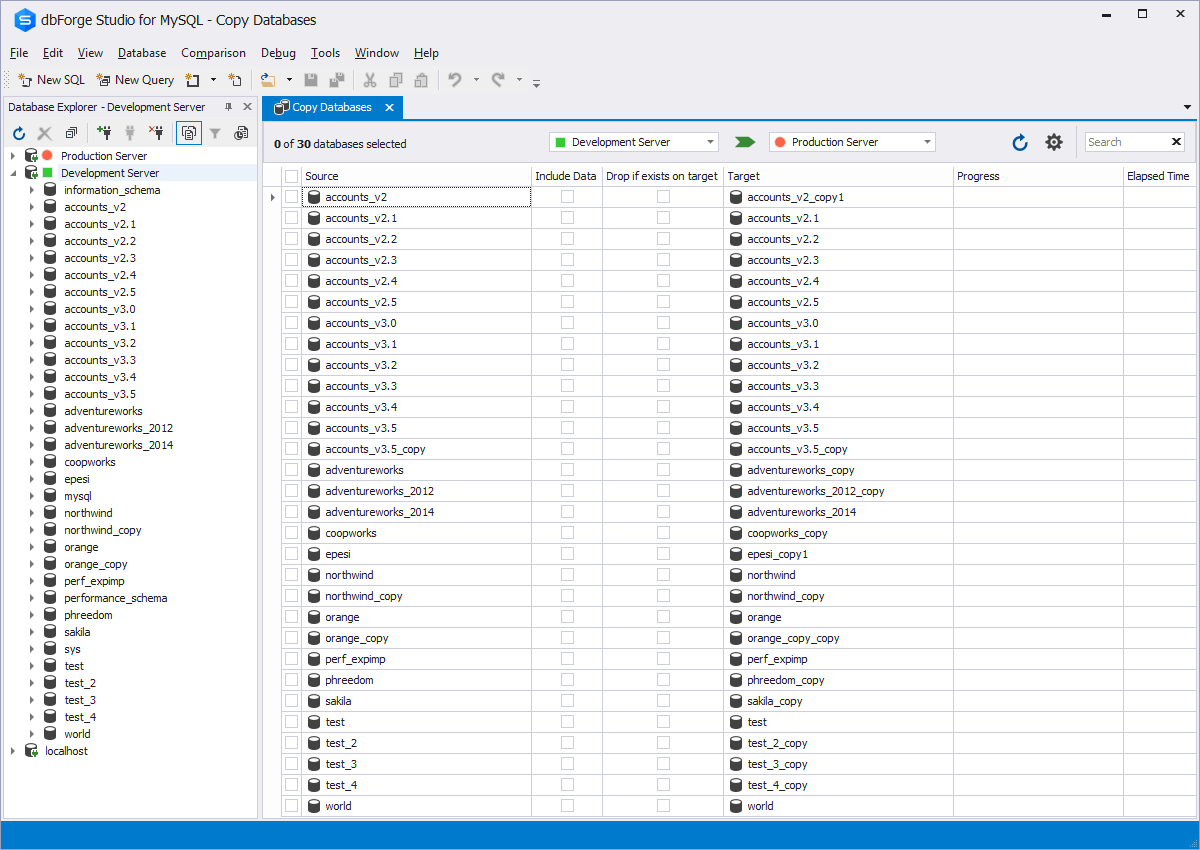 dbForge Studio for MySQL - Copy Databases
File Edit View Database Comparison Debug Tools Window Help
New SQL New Query
Database Explorer - Development Server
Production Server
Development Server
information_schema
accounts_v2
accounts_v2.1
accounts_v2.2
accounts_v2.3
accounts_v2.4
accounts_v2.5
accounts_v3.0
accounts_v3.1
accounts_v3.2
accounts_v3.3
accounts_v3.4
accounts_v3.5
adventureworks
adventureworks_2012
adventureworks_2014
coopworks
epesi
mysql
northwind
northwind_copy
orange
orange_copy
perf_expimp
performance_schema
phreedom
sakila
sys
test
test_2
test_3
test_4
world
localhost
Copy Databases
0 of 30 databases selected Development Server Production Server Search
Source Include Data Drop if exists on target Target Progress Elapsed Time
accounts_v2 accounts_v2_copy1
accounts_v2.1 accounts_v2.1
accounts_v2.2 accounts_v2.2
accounts_v2.3 accounts_v2.3
accounts_v2.4 accounts_v2.4
accounts_v2.5 accounts_v2.5
accounts_v3.0 accounts_v3.0
accounts_v3.1 accounts_v3.1
accounts_v3.2 accounts_v3.2
accounts_v3.3 accounts_v3.3
accounts_v3.4 accounts_v3.4
accounts_v3.5 accounts_v3.5
accounts_v3.5_copy accounts_v3.5_copy
adventureworks adventureworks_copy
adventureworks_2012 adventureworks_2012_copy
adventureworks_2014 adventureworks_2014
coopworks coopworks_copy
epesi epesi_copy1
northwind northwind
northwind_copy northwind_copy
orange orange
orange_copy orange_copy_copy
perf_expimp perf_expimp
phreedom phreedom_copy
sakila sakila_copy
test test
test_2 test_2_copy
test_3 test_3_copy
test_4 test_4_copy
world world